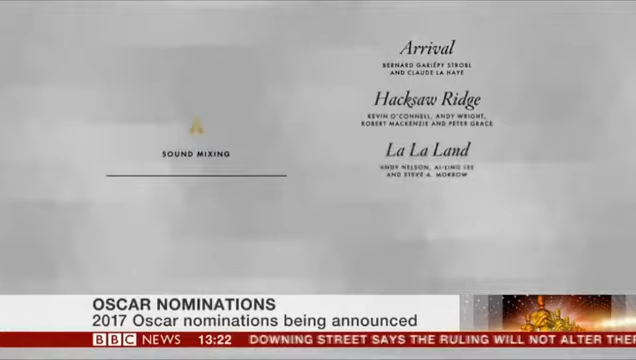 SOUND MIXING
Arrival
BERNARD GARIÉPY STROBL
AND CLAUDE LA HAYE
Hacksaw Ridge
KEVIN O'CONNELL, ANDY WRIGHT,
ROBERT MACKENZIE AND PETER GRACE
La La Land
ANDY NELSON, AI-LING LEE
AND STEVE A. MORROW
OSCAR NOMINATIONS
2017 Oscar nominations being announced
BBC NEWS 13:22 DOWNING STREET SAYS THE RULING WILL NOT ALTER